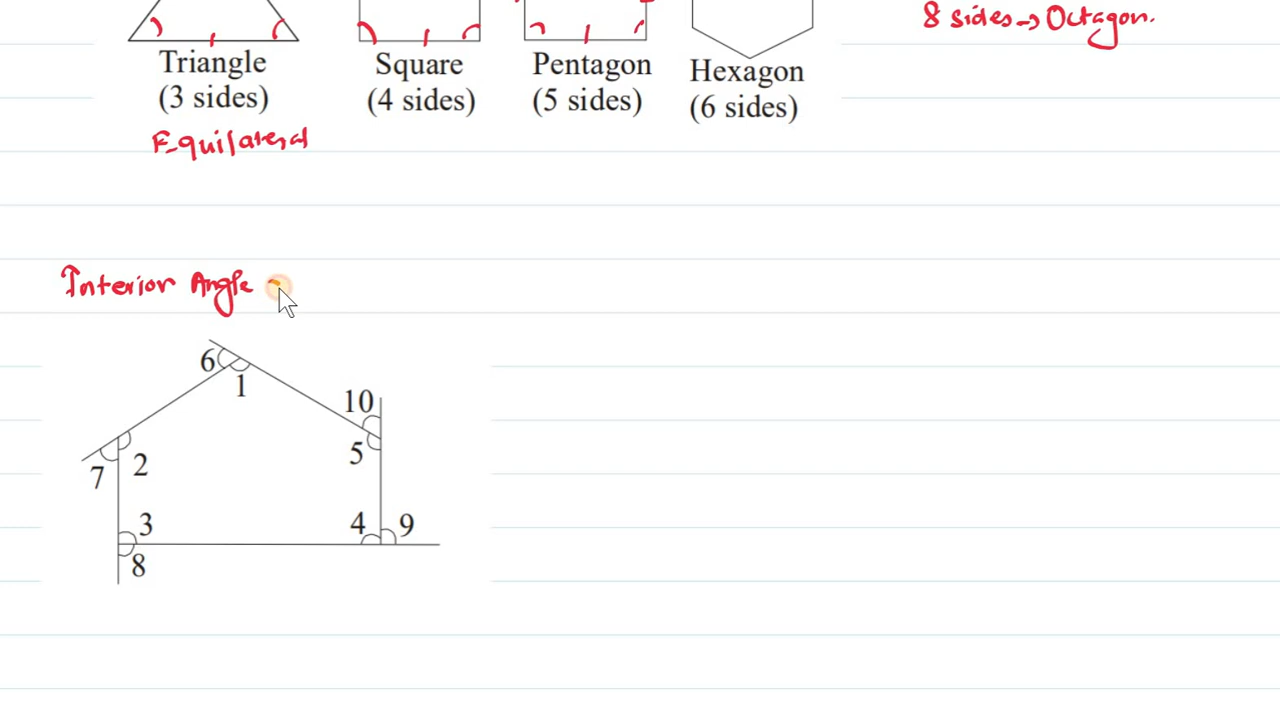 8 sides → Octagon.
Triangle Square Pentagon Hexagon
(3 sides) (4 sides) (5 sides) (6 sides)
Equilateral
Interior Angle
6
1
10
5
2
7
3
4 9
8